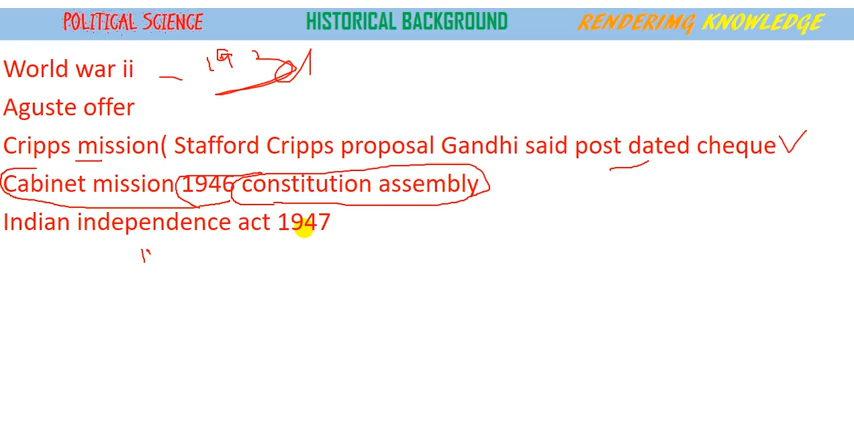 POLITICAL SCIENCE HISTORICAL BACKGROUND RENDERIMG KNOWLEDGE
World war ii
Aguste offer
Cripps mission( Stafford Cripps proposal Gandhi said post dated cheque
Cabinet mission 1946 constitution assembly
Indian independence act 1947